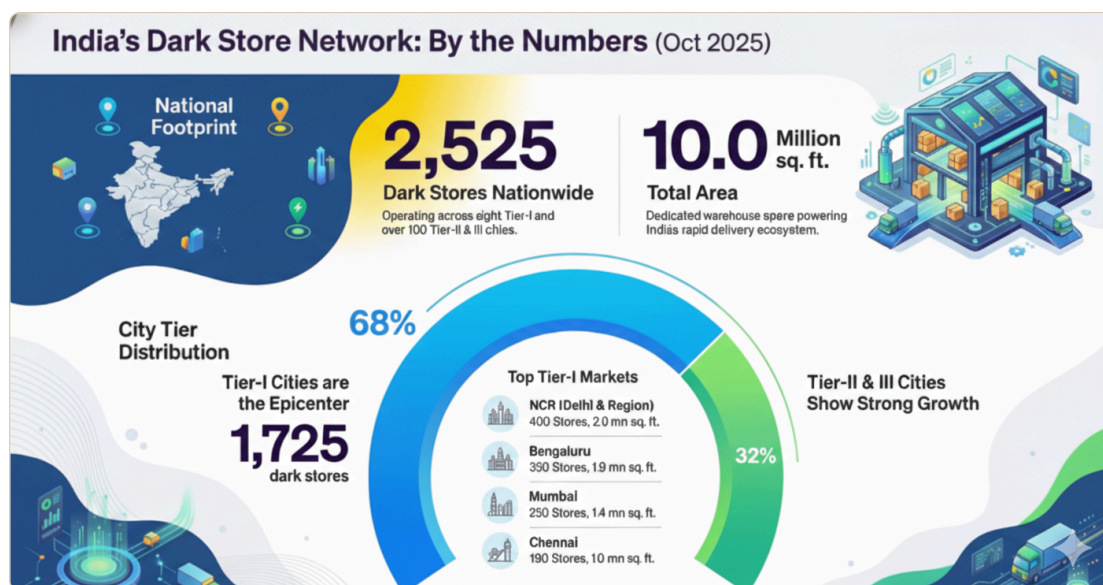 India's Dark Store Network: By the Numbers (Oct 2025)
National
Footprint
2,525
Dark Stores Nationwide
Operating across eight Tier-I and
over 100 Tier-II & III chies.
10.0 Million
sq. ft.
Total Area
Dedicated warehouse spere powering
Indiás rapid delivery ecosystem.
City Tier
Distribution
68%
Tier-I Cities are
the Epicenter
1,725
dark stores
Top Tier-I Markets
NCR (Delhl & Region)
400 Stores, 2.0 mn sq. ft.
Bengaluru
350 Stores, 1.9 mn sq. ft.
Mumbai
250 Stores, 1.4 mn sq. ft.
Chennai
190 Stores, 1.0 mn sq. ft.
32%
Tier-II & III Cities
Show Strong Growth